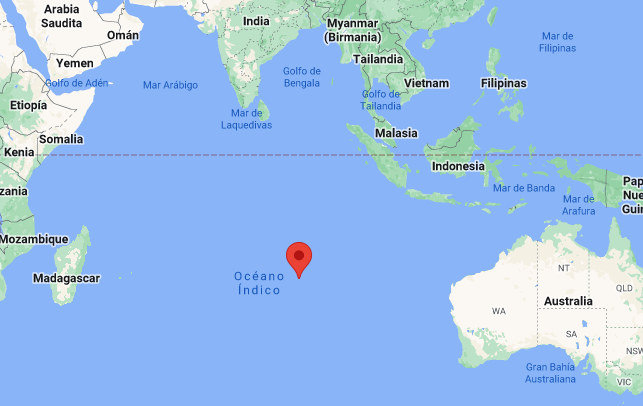 Arabia
Saudita
Omán
India
Myanmar
(Birmania)
Mar de
Filipinas
Yemen
Golfo de Adén
Mar Arábigo
Golfo de
Bengala
Tailandia
Vietnam
Filipinas
Etiopía
Mar de
Laquedivas
Golfo de
Tailandia
Somalia
Malasia
Kenia
Indonesia
zania
Mar de Banda
Pap
Nue
Guin
Mar de
Arafura
Mozambique
Madagascar
Océano
Índico
NT
QLD
WA
Australia
SA
NSW
Gran Bahía
Australiana
VIC